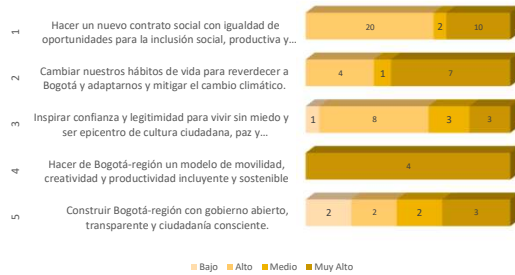 1
Hacer un nuevo contrato social con igualdad de
oportunidades para la inclusión social, productiva y…
20 2 10
2
Cambiar nuestros hábitos de vida para reverdecer a
Bogotá y adaptarnos y mitigar el cambio climático.
4 1 7
3
Inspirar confianza y legitimidad para vivir sin miedo y
ser epicentro de cultura ciudadana, paz y…
1 8 3 3
4
Hacer de Bogotá-región un modelo de movilidad,
creatividad y productividad incluyente y sostenible
4
5
Construir Bogotá-región con gobierno abierto,
transparente y ciudadanía consciente.
2 2 2 3
Bajo Alto Medio Muy Alto